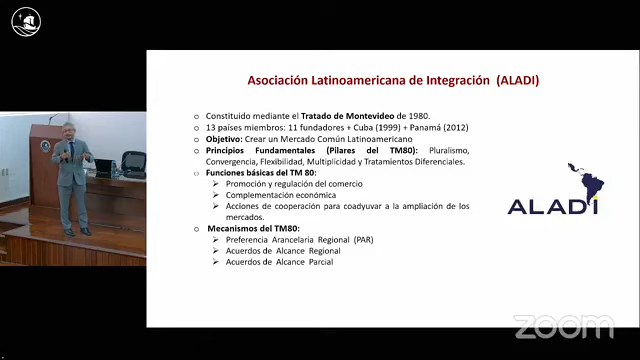 Asociación Latinoamericana de Integración (ALADI)
o Constituido mediante el Tratado de Montevideo de 1980.
o 13 países miembros: 11 fundadores + Cuba (1999) + Panamá (2012)
o Objetivo: Crear un Mercado Común Latinoamericano
o Principios Fundamentales (Pilares del TM80): Pluralismo,
Convergencia, Flexibilidad, Multiplicidad y Tratamientos Diferenciales.
o Funciones básicas del TM 80:
➢ Promoción y regulación del comercio
➢ Complementación económica
➢ Acciones de cooperación para coadyuvar a la ampliación de los
mercados.
o Mecanismos del TM80:
➢ Preferencia Arancelaria Regional (PAR)
➢ Acuerdos de Alcance Regional
➢ Acuerdos de Alcance Parcial
ALADI
zoom